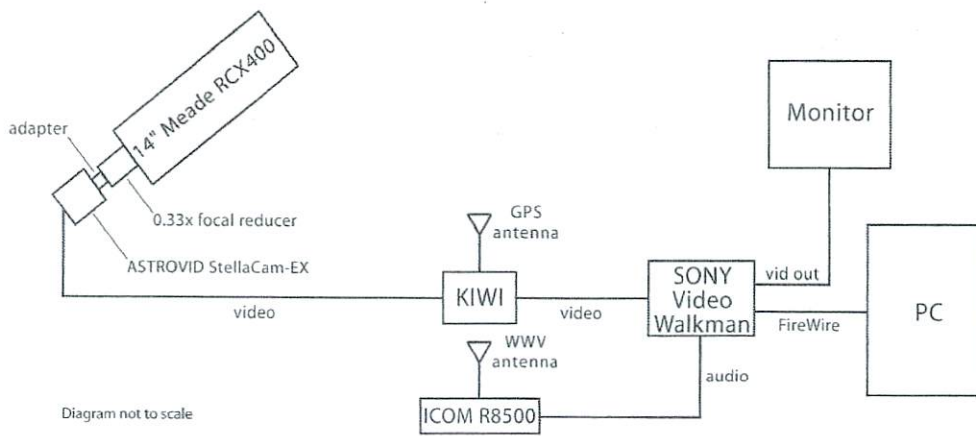 14" Meade RCX400
adapter
0.33x focal reducer
ASTROVID StellaCam-EX
video
GPS
antenna
KIWI
video
WWV
antenna
ICOM R8500
audio
SONY
Video
Walkman
vid out
FireWire
Monitor
PC
Diagram not to scale